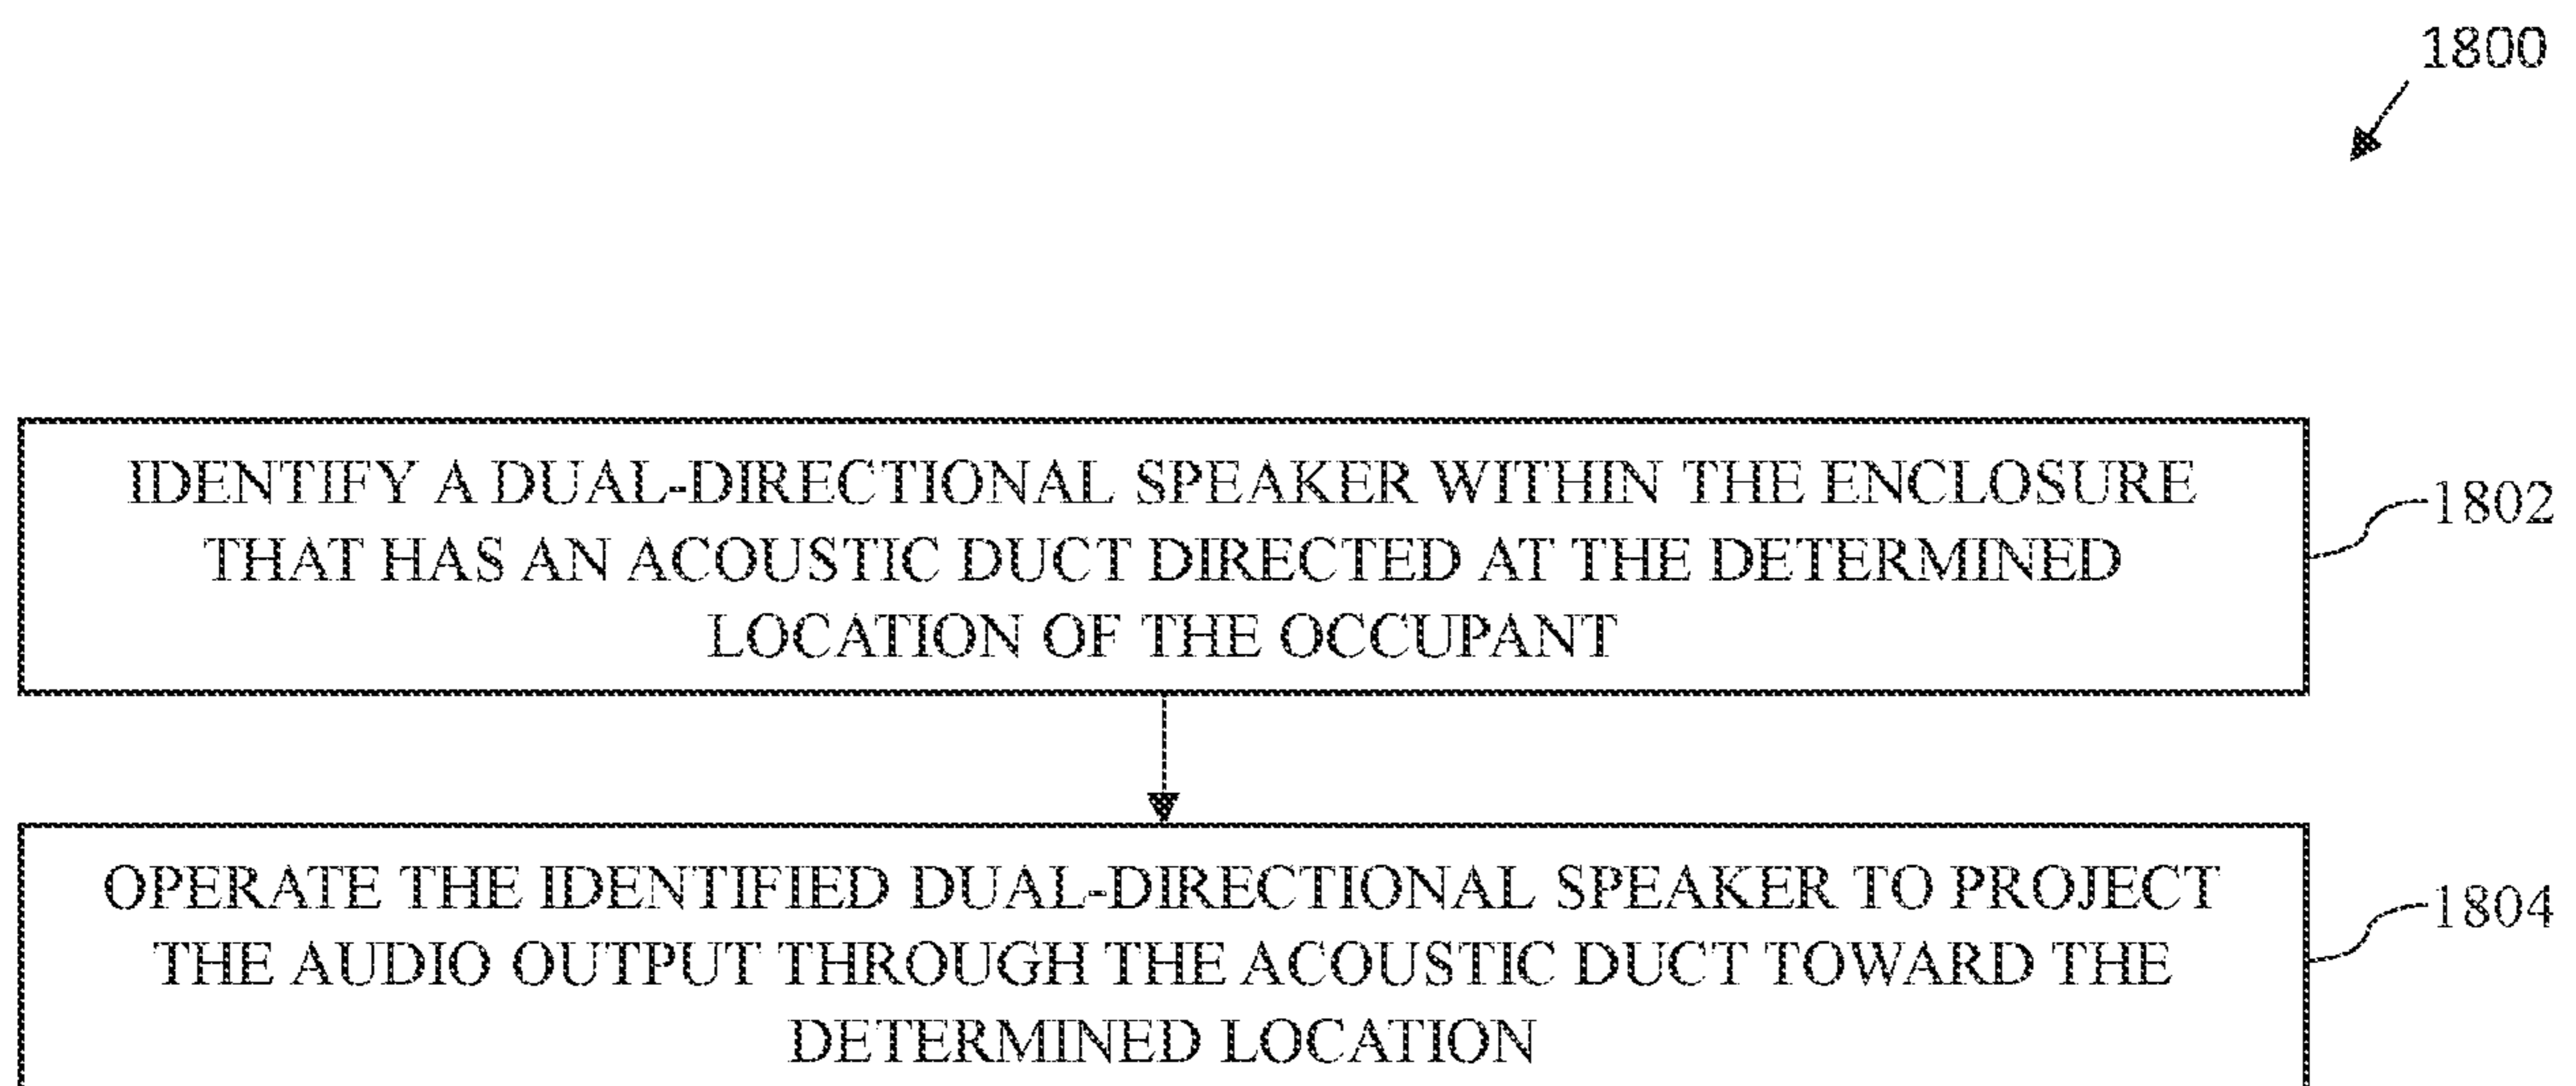 1800
IDENTIFY A DUAL-DIRECTIONAL SPEAKER WITHIN THE ENCLOSURE
THAT HAS AN ACOUSTIC DUCT DIRECTED AT THE DETERMINED
LOCATION OF THE OCCUPANT
1802
OPERATE THE IDENTIFIED DUAL-DIRECTIONAL SPEAKER TO PROJECT
THE AUDIO OUTPUT THROUGH THE ACOUSTIC DUCT TOWARD THE
DETERMINED LOCATION
1804